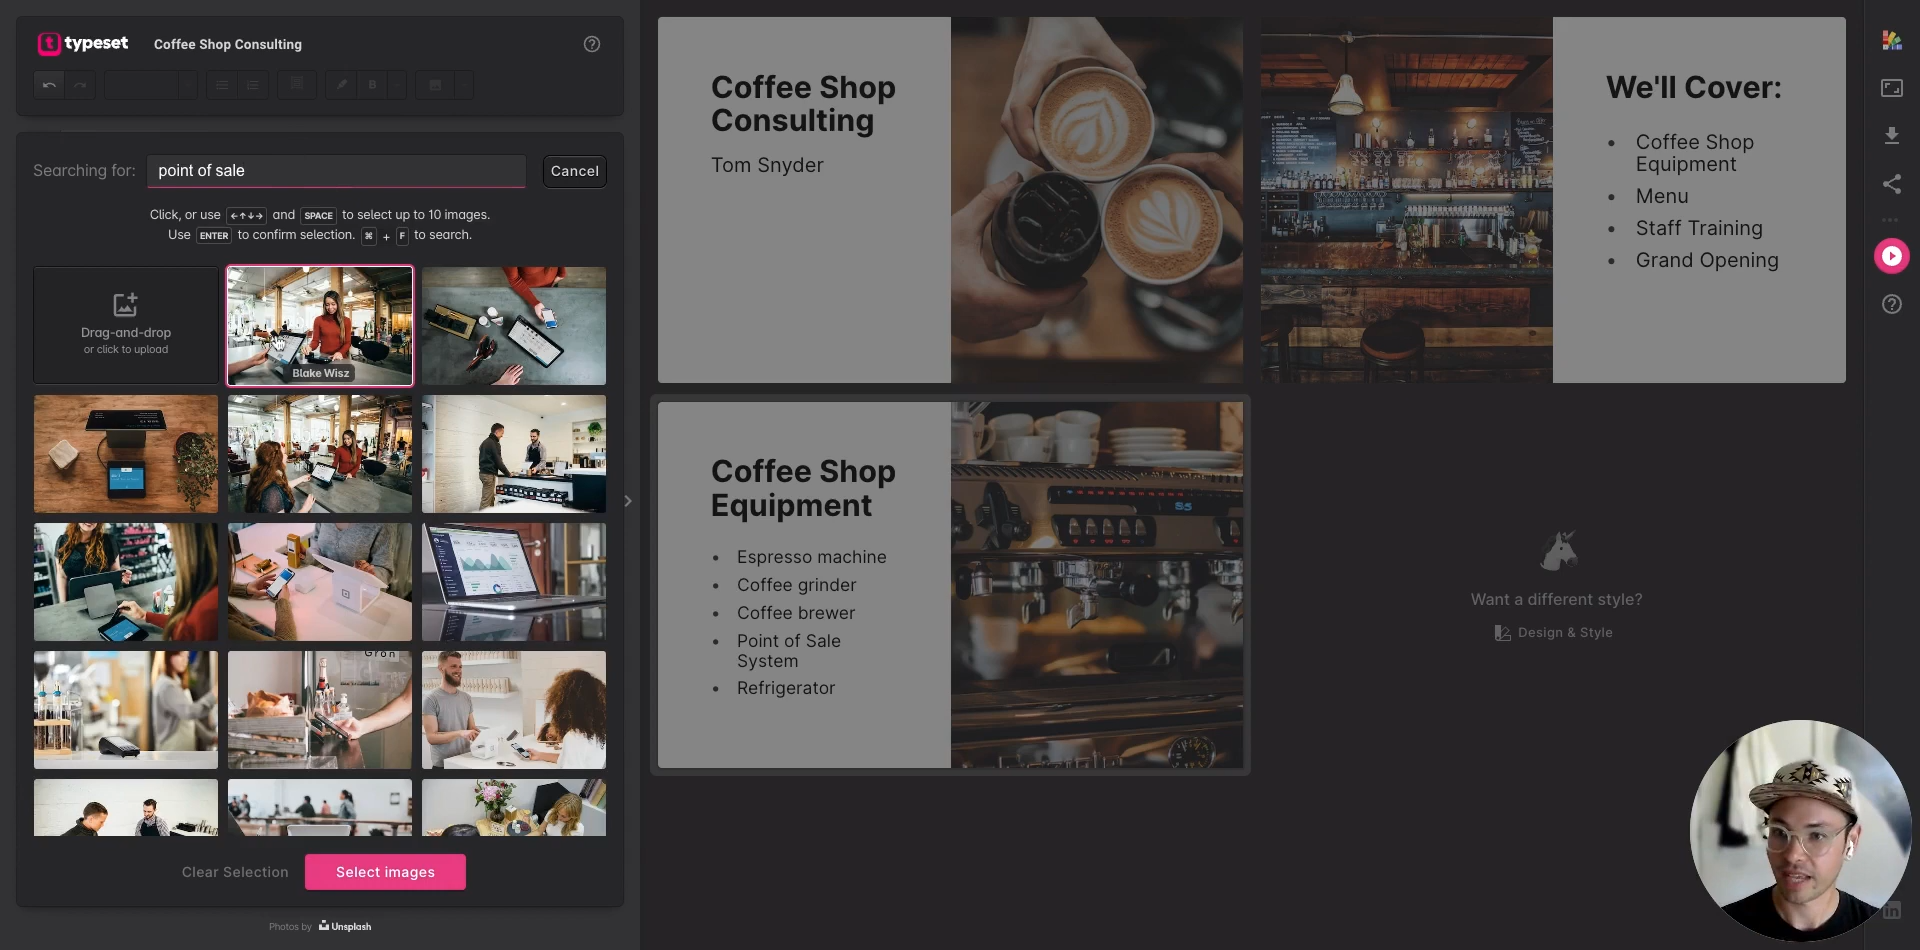 typeset
Coffee Shop Consulting
B
Searching for:
point of sale
Cancel
Click, or use ←↑↓→ and SPACE to select up to 10 images.
Use ENTER to confirm selection. ⌘ + F to search.
Drag-and-drop
or click to upload
Blake Wisz
Gron
Clear Selection
Select images
Photos by Unsplash
Coffee Shop
Consulting
Tom Snyder
We'll Cover:
• Coffee Shop
Equipment
• Menu
• Staff Training
• Grand Opening
Coffee Shop
Equipment
• Espresso machine
• Coffee grinder
• Coffee brewer
• Point of Sale
System
• Refrigerator
Want a different style?
Design & Style
in